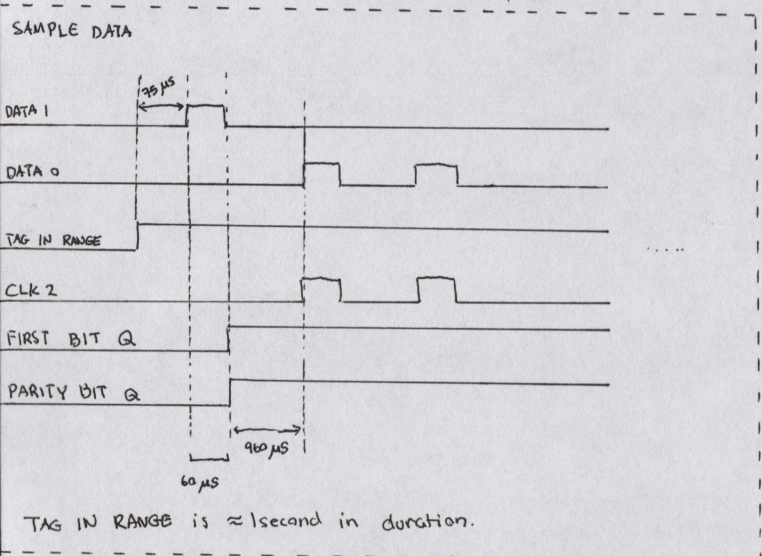 SAMPLE DATA
75 µs
DATA 1
DATA 0
TAG IN RANGE
.....
CLK 2
FIRST BIT Q
PARITY BIT Q
960 µs
60 µs
TAG IN RANGE is ≈ 1second in duration.